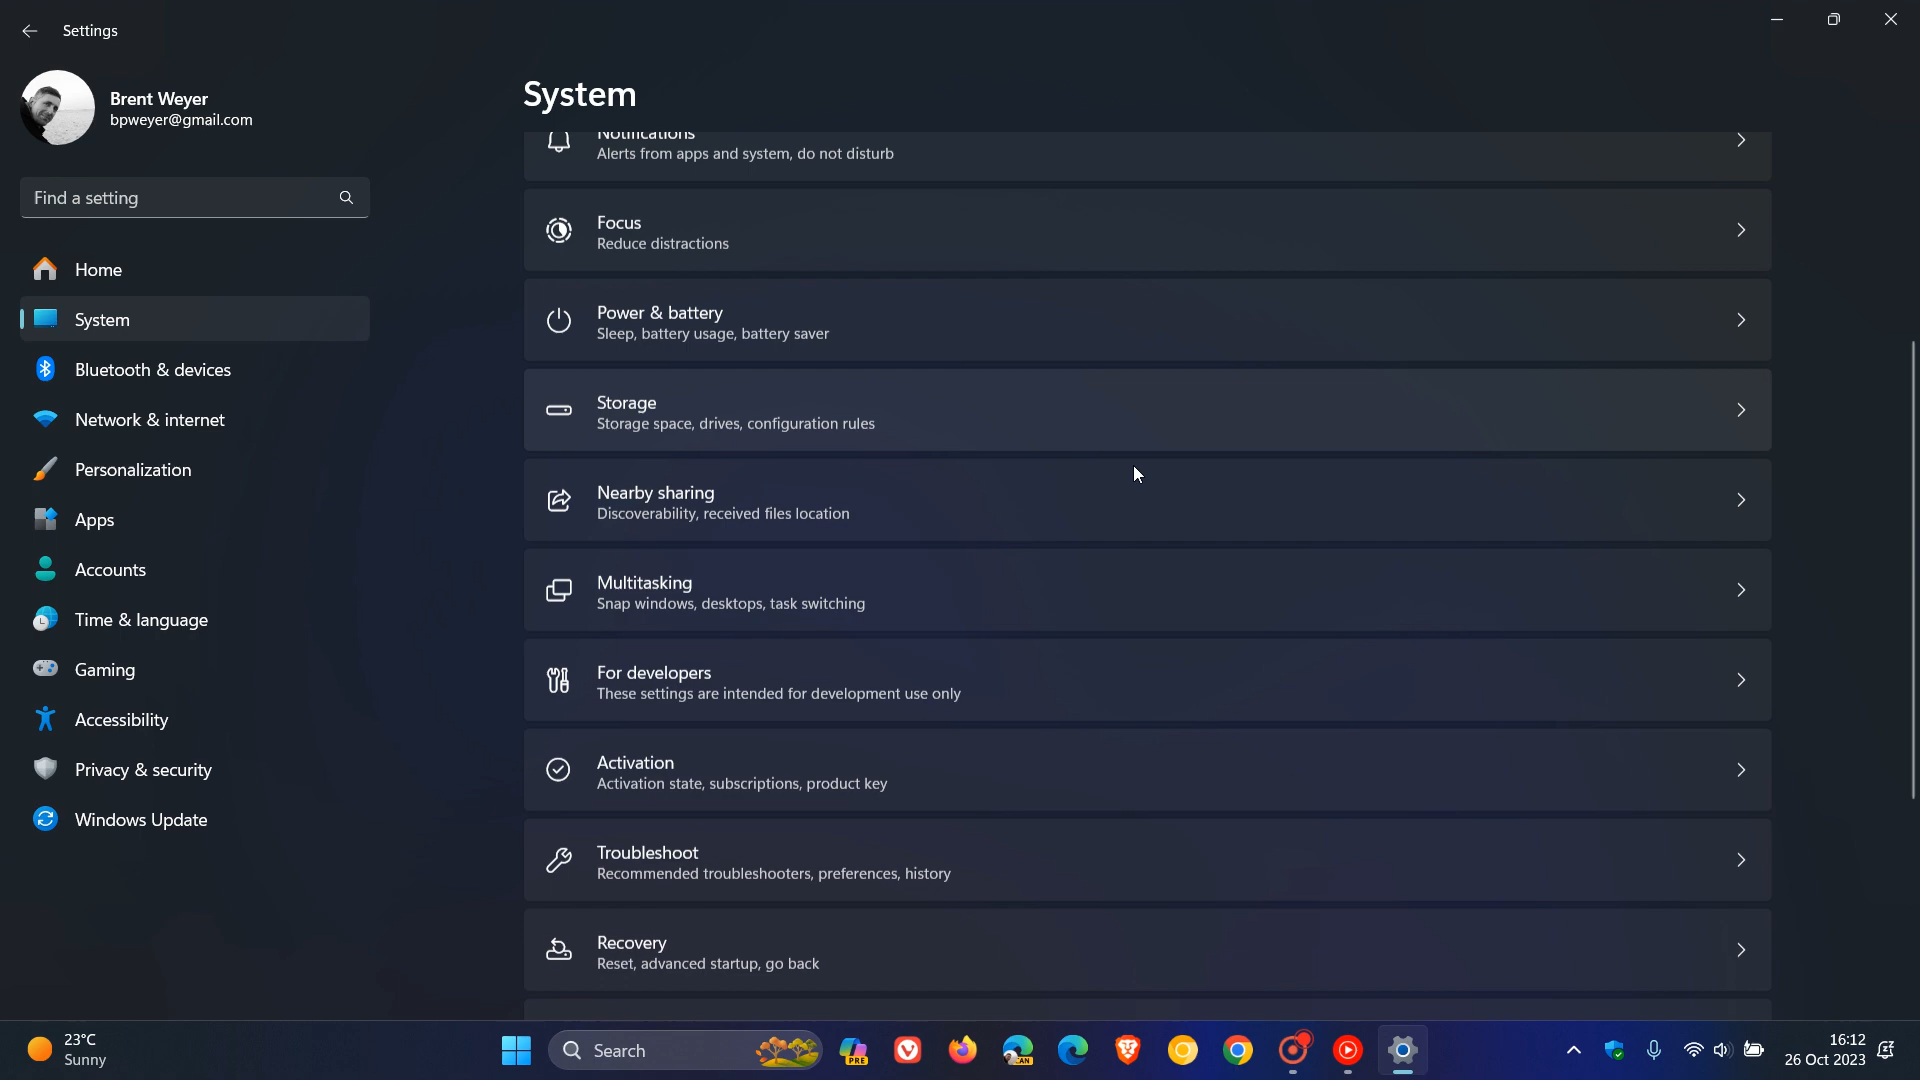 Settings
Brent Weyer
bpweyer@gmail.com
Find a setting
Home
System
Bluetooth & devices
Network & internet
Personalization
Apps
Accounts
Time & language
Gaming
Accessibility
Privacy & security
Windows Update
System
Notifications
Alerts from apps and system, do not disturb
Focus
Reduce distractions
Power & battery
Sleep, battery usage, battery saver
Storage
Storage space, drives, configuration rules
Nearby sharing
Discoverability, received files location
Multitasking
Snap windows, desktops, task switching
For developers
These settings are intended for development use only
Activation
Activation state, subscriptions, product key
Troubleshoot
Recommended troubleshooters, preferences, history
Recovery
Reset, advanced startup, go back
23°C
Sunny
Search
PRE
CAN
16:12
26 Oct 2023